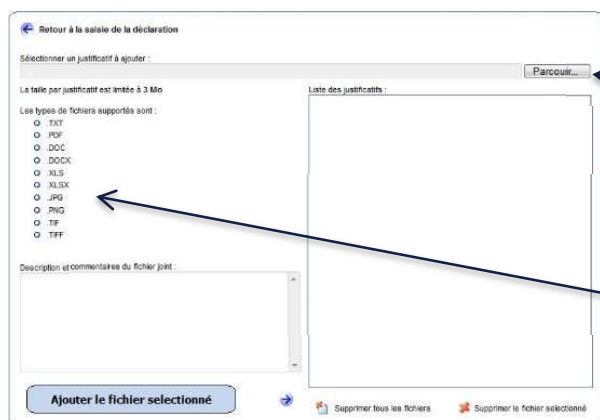 Retour à la saisie de la déclaration
Sélectionner un justificatif à ajouter :
Parcourir...
La taille par justificatif est limitée à 3 Mo
Liste des justificatifs :
Les types de fichiers supportés sont :
.TXT
.PDF
.DOC
.DOCX
.XLS
.XLSX
.JPG
.PNG
.TIF
.TIFF
Description et commentaires du fichier joint :
Ajouter le fichier selectionné
Supprimer tous les fichiers
Supprimer le fichier selectionné